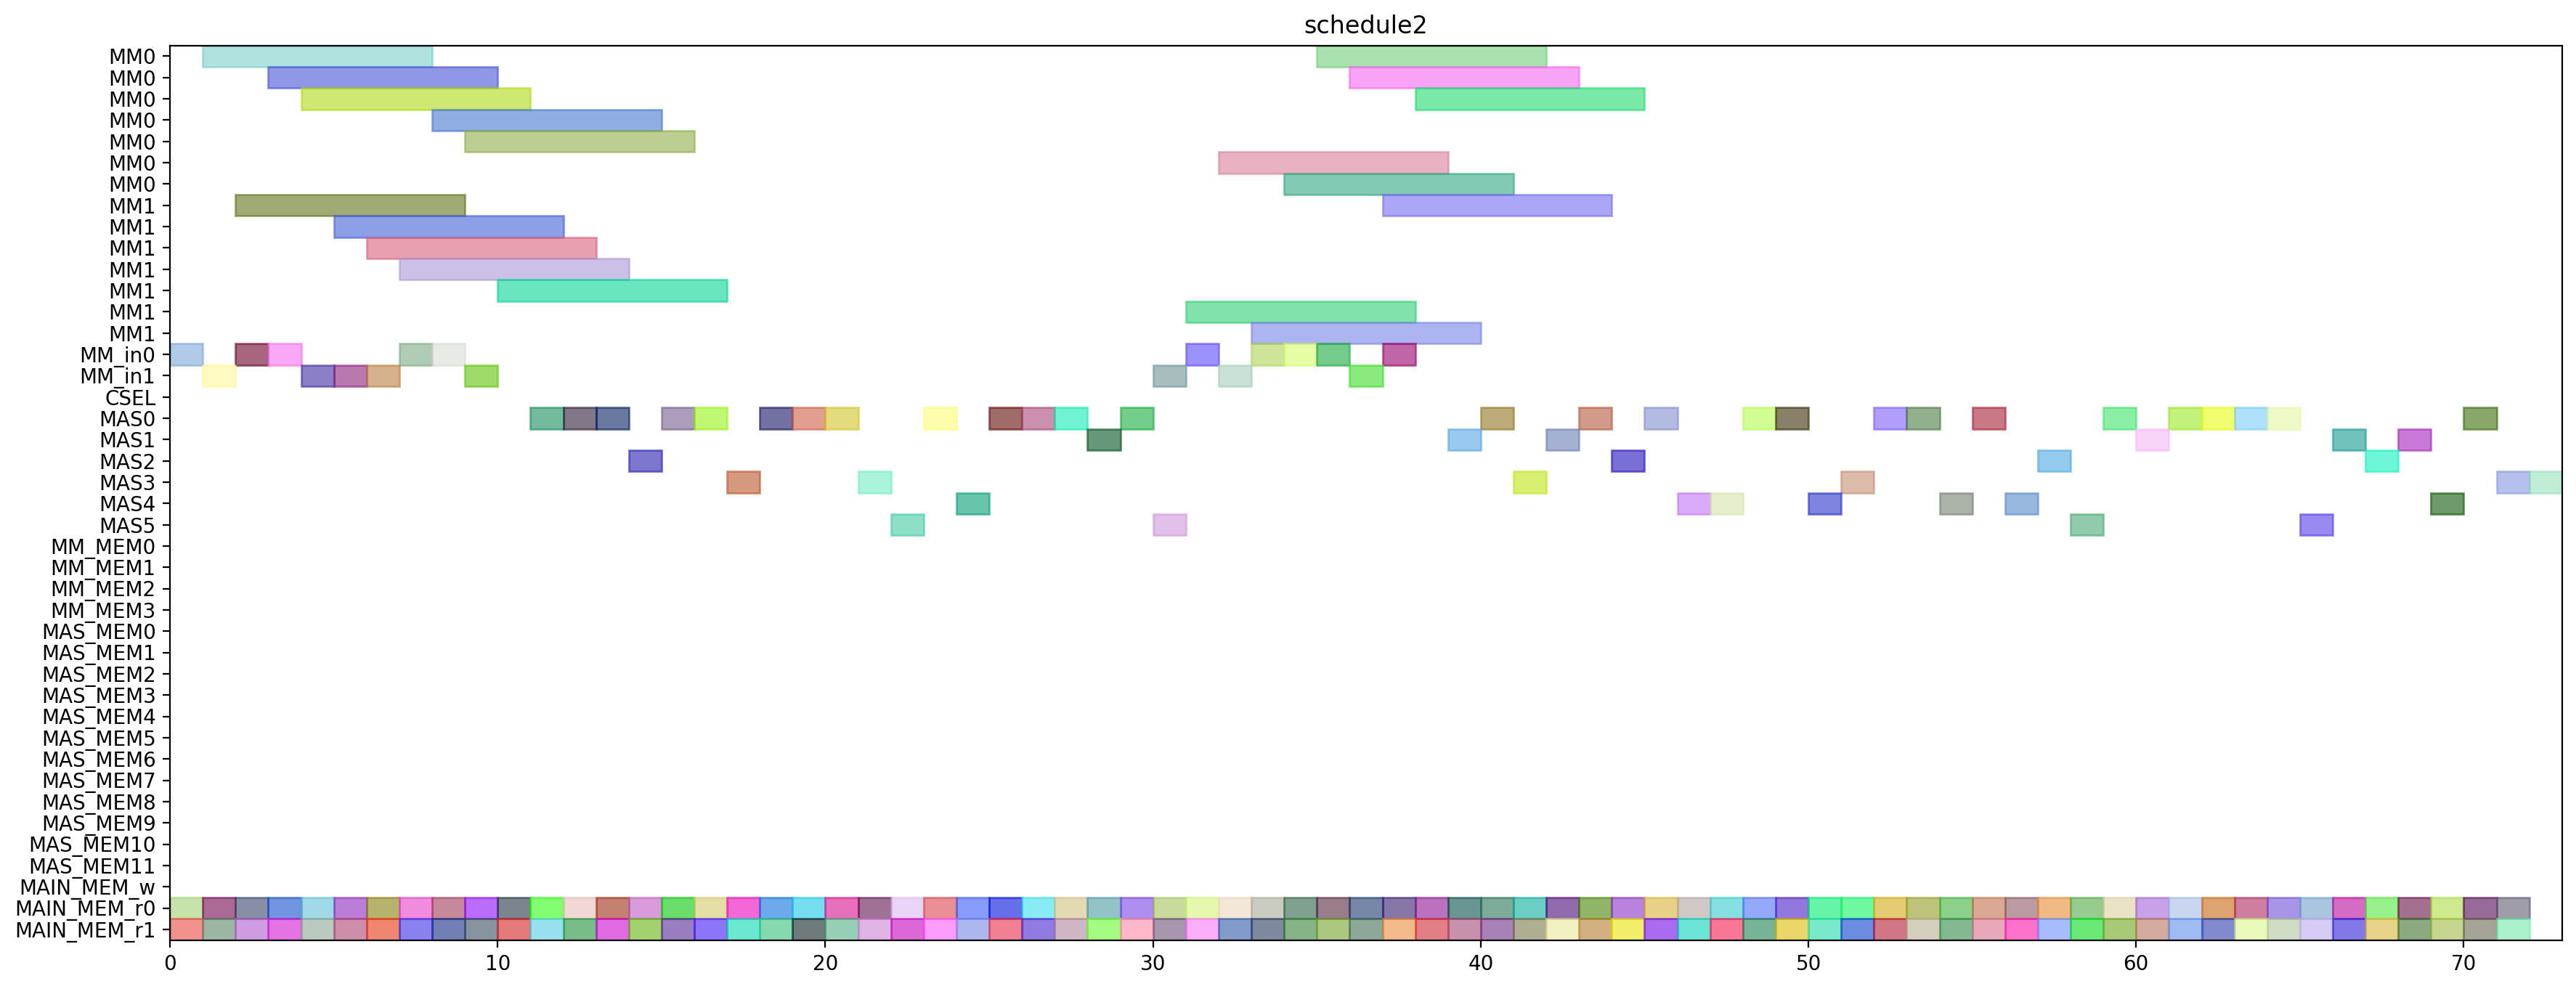 schedule2
MM0
MM0
MM0
MM0
MM0
MM0
MM0
MM1
MM1
MM1
MM1
MM1
MM1
MM1
MM_in0
MM_in1
CSEL
MAS0
MAS1
MAS2
MAS3
MAS4
MAS5
MM_MEM0
MM_MEM1
MM_MEM2
MM_MEM3
MAS_MEM0
MAS_MEM1
MAS_MEM2
MAS_MEM3
MAS_MEM4
MAS_MEM5
MAS_MEM6
MAS_MEM7
MAS_MEM8
MAS_MEM9
MAS_MEM10
MAS_MEM11
MAIN_MEM_w
MAIN_MEM_r0
MAIN_MEM_r1
0 10 20 30 40 50 60 70